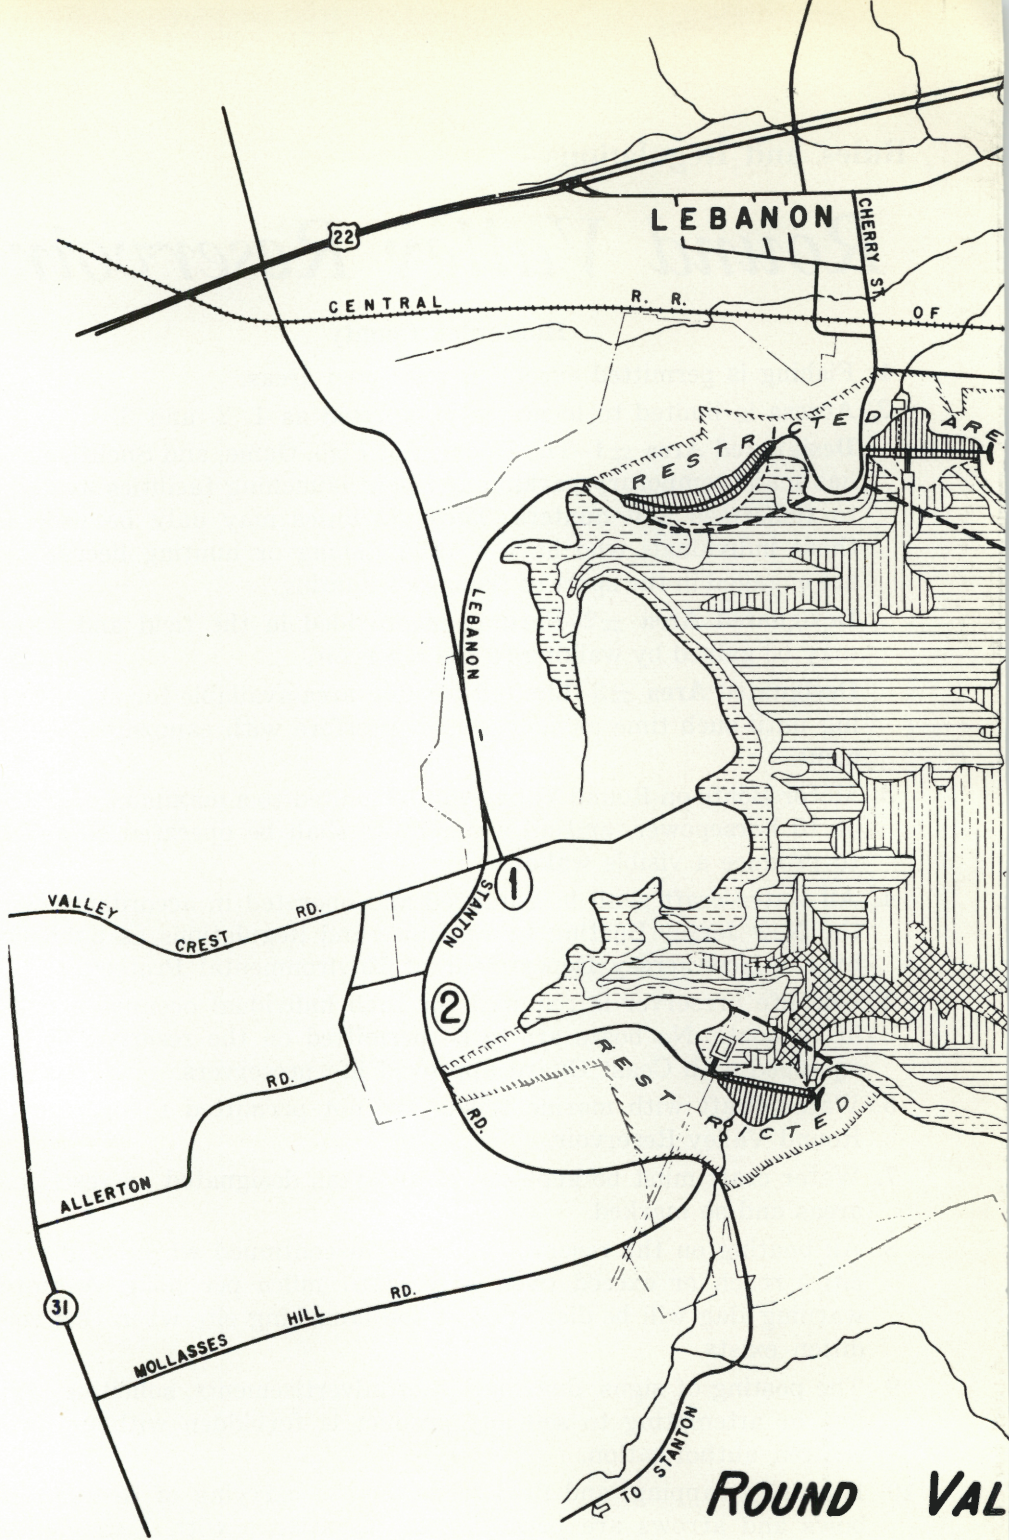 22
LEBANON
CHERRY ST.
CENTRAL R. R. OF
RESTRICTED ARE
LEBANON
1
STANTON
VALLEY CREST RD.
2
RD.
RESTRICTED
RD.
ALLERTON
31
MOLLASSES HILL RD.
TO STANTON
ROUND VAL